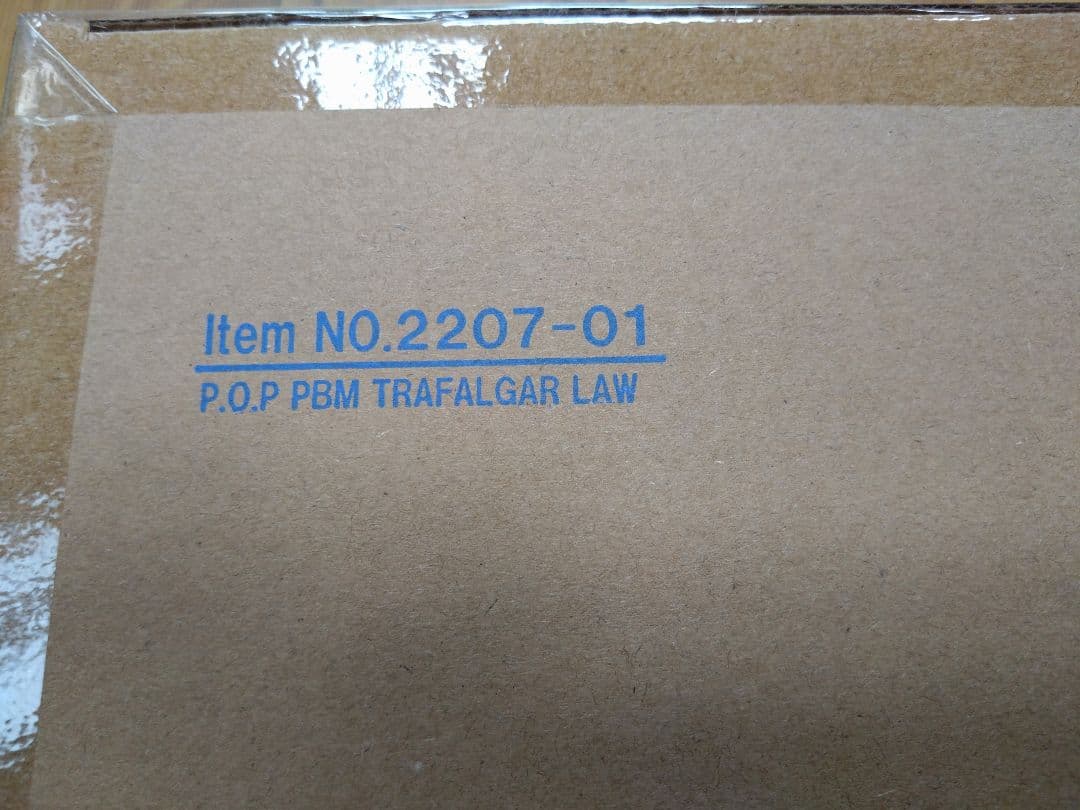 Item NO.2207-01
P.O.P PBM TRAFALGAR LAW